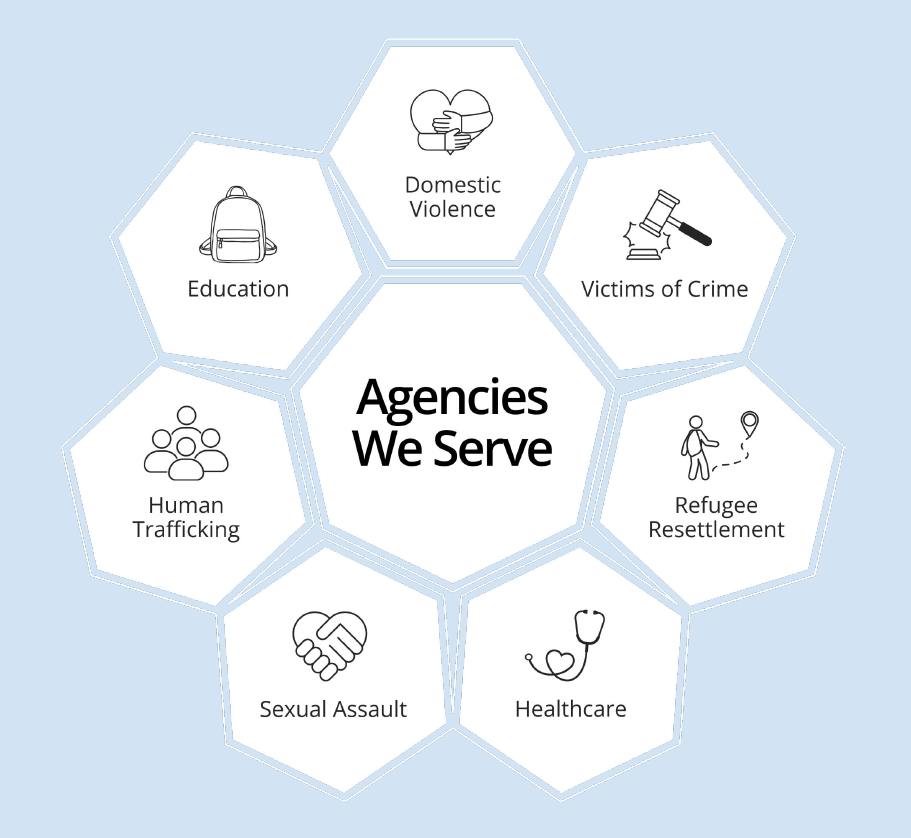 Domestic
Violence
Education
Victims of Crime
Agencies
We Serve
Human
Trafficking
Refugee
Resettlement
Sexual Assault
Healthcare